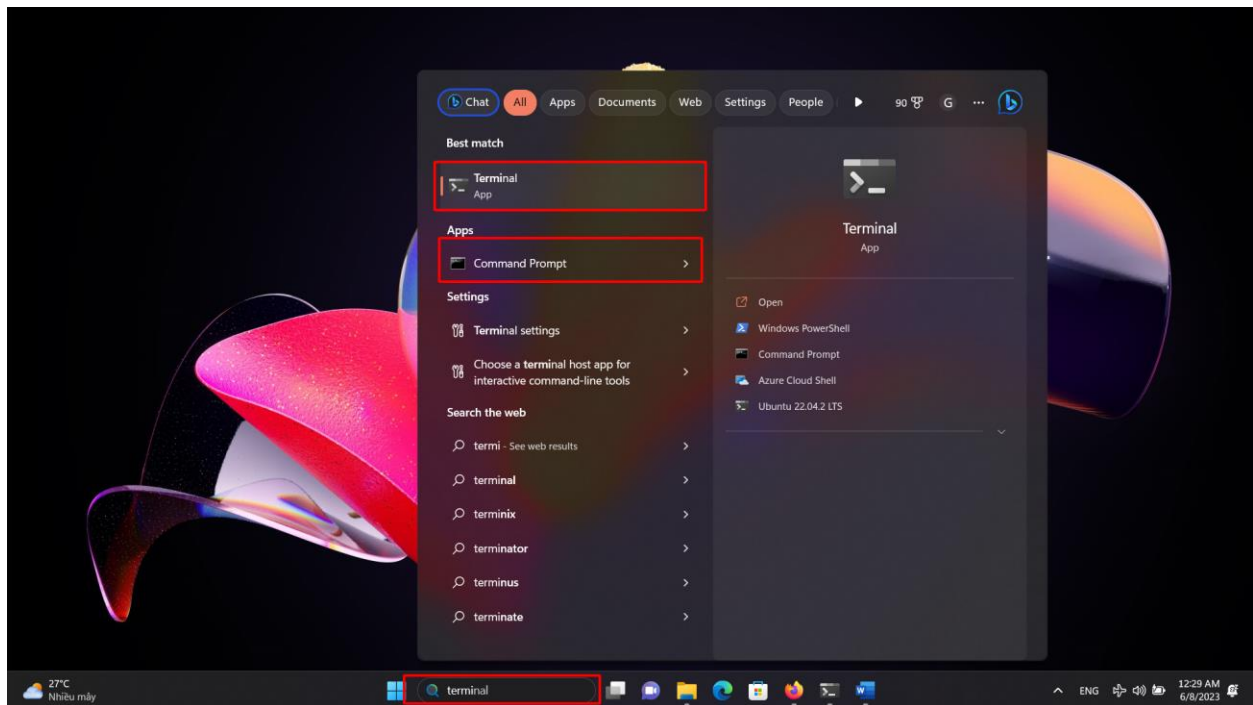 Chat All Apps Documents Web Settings People 90 G ...
Best match
Terminal
App
Apps
Command Prompt
Settings
Terminal settings
Choose a terminal host app for
interactive command-line tools
Search the web
termi - See web results
terminal
terminix
terminator
terminus
terminate
Terminal
App
Open
Windows PowerShell
Command Prompt
Azure Cloud Shell
Ubuntu 22.04.2 LTS
27°C
Nhiều mây
terminal
ENG
12:29 AM
6/8/2023